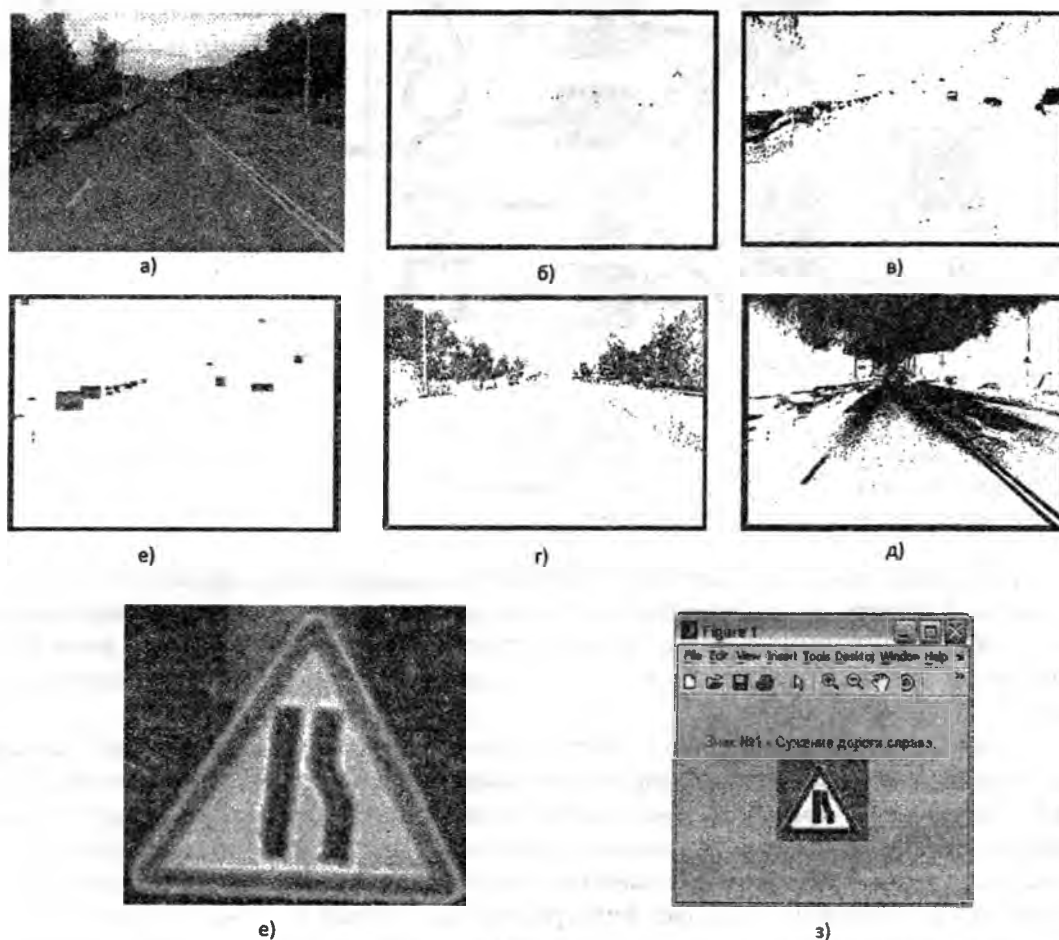 а)
б)
в)
е)
г)
д)
Figure 1
File Edit View Insert Tools Desktop Window Help
Знак №1 - Сужение дороги справа.
е)
з)